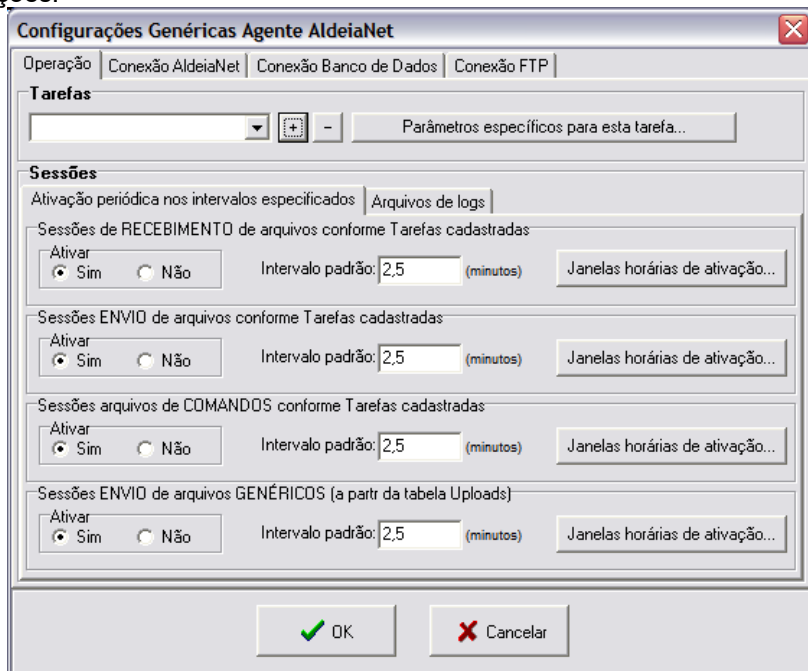 Configurações Genéricas Agente AldeiaNet
Operação Conexão AldeiaNet Conexão Banco de Dados Conexão FTP
Tarefas
+ - Parâmetros específicos para esta tarefa...
Sessões
Ativação periódica nos intervalos especificados Arquivos de logs
Sessões de RECEBIMENTO de arquivos conforme Tarefas cadastradas
Ativar
Sim Não Intervalo padrão: 2,5 (minutos) Janelas horárias de ativação...
Sessões ENVIO de arquivos conforme Tarefas cadastradas
Ativar
Sim Não Intervalo padrão: 2,5 (minutos) Janelas horárias de ativação...
Sessões arquivos de COMANDOS conforme Tarefas cadastradas
Ativar
Sim Não Intervalo padrão: 2,5 (minutos) Janelas horárias de ativação...
Sessões ENVIO de arquivos GENÉRICOS (a partr da tabela Uploads)
Ativar
Sim Não Intervalo padrão: 2,5 (minutos) Janelas horárias de ativação...
OK Cancelar